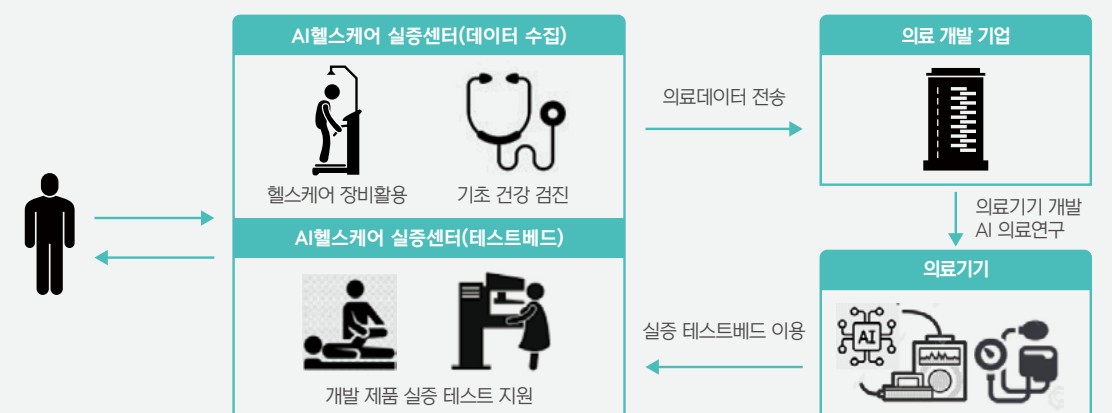 AI헬스케어 실증센터(데이터 수집)
헬스케어 장비활용
기초 건강 검진
의료데이터 전송
의료 개발 기업
의료기기 개발
AI 의료연구
의료기기
AI
실증 테스트베드 이용
AI헬스케어 실증센터(테스트베드)
개발 제품 실증 테스트 지원